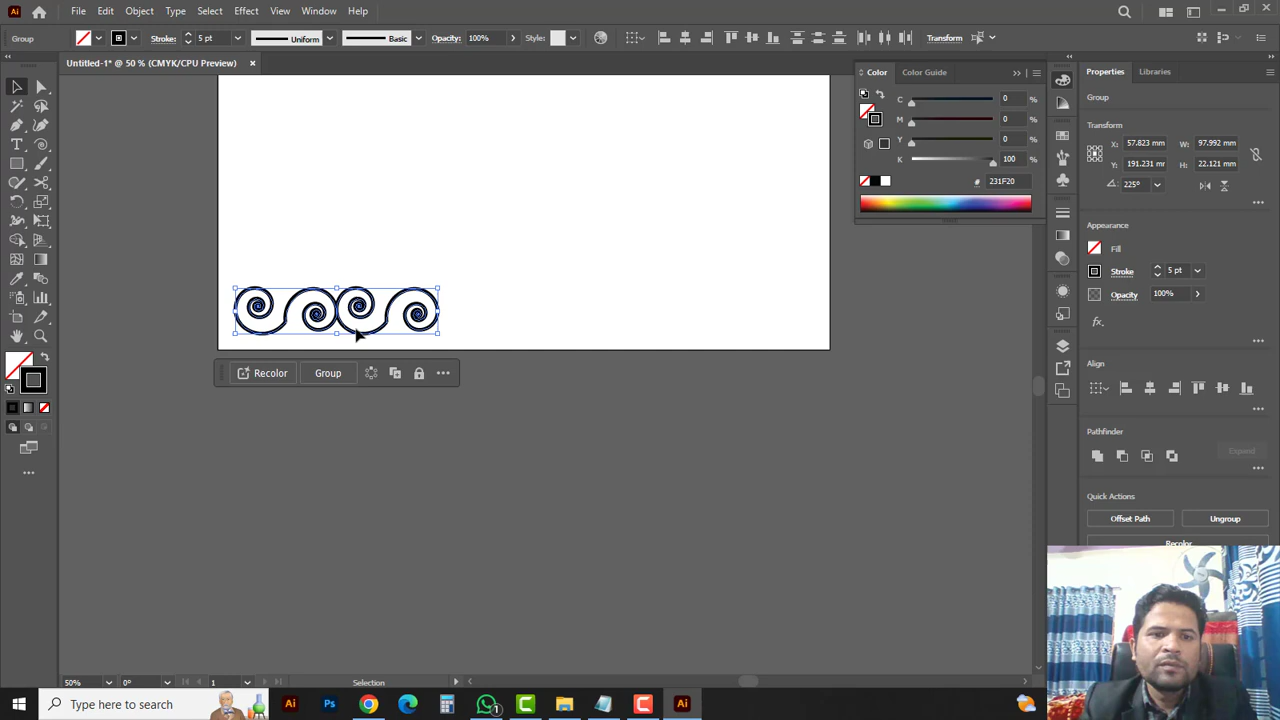 File Edit Object Type Select Effect View Window Help
Group Stroke: 5 pt Uniform Basic Opacity: 100% Style: Transform
Untitled-1* @ 50 % (CMYK/CPU Preview)
Color Color Guide
C 0 %
M 0 %
Y 0 %
K 100 %
# 231F20
Properties Libraries
Group
Transform
X: 57.823 mm W: 97.992 mm
Y: 191.231 mm H: 22.121 mm
225°
Appearance
Fill
Stroke 5 pt
Opacity 100%
fx.
Align
Pathfinder
Expand
Quick Actions
Offset Path Ungroup
Recolor
Recolor Group
50% 0° 1 Selection
Type here to search